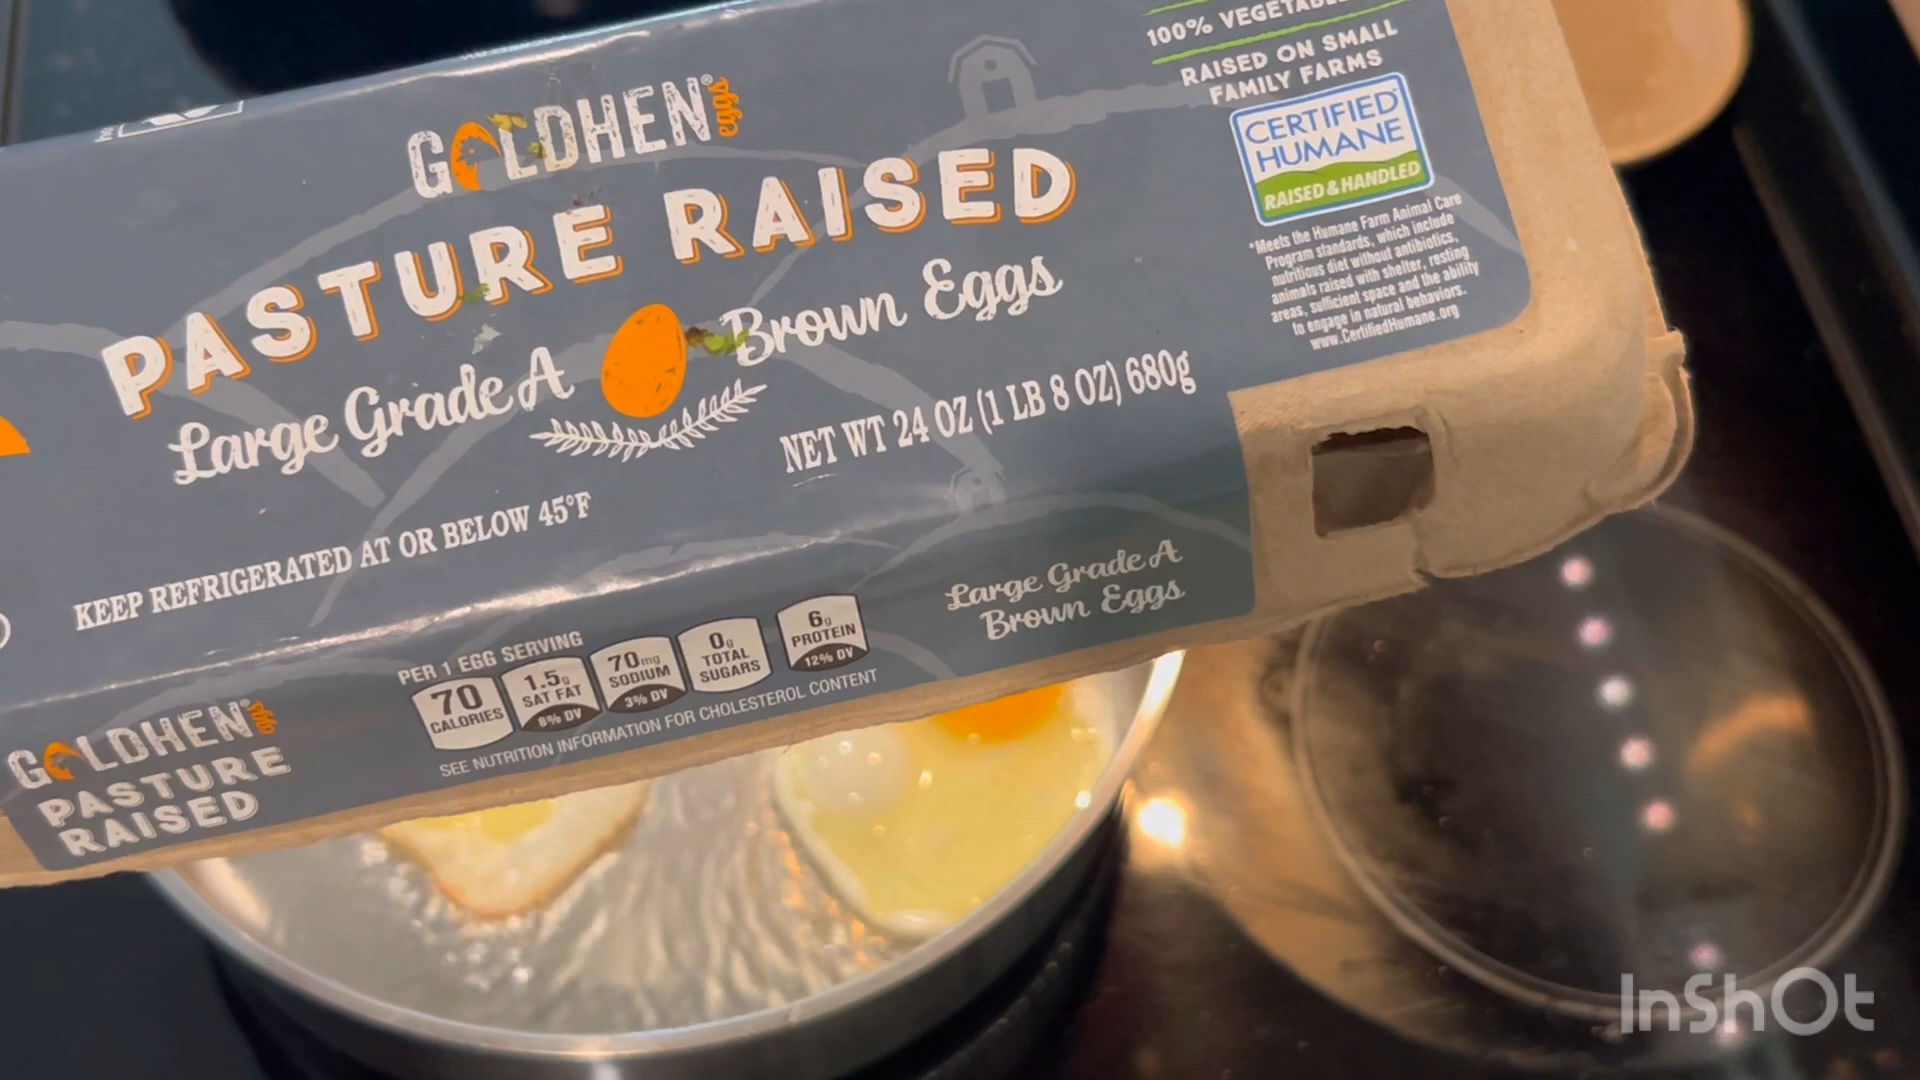 100% VEGETABLE
RAISED ON SMALL
FAMILY FARMS
CERTIFIED
HUMANE
RAISED & HANDLED
*Meets the Humane Farm Animal Care
Program standards, which include
nutritious diet without antibiotics,
animals raised with shelter, resting
areas, sufficient space and the ability
to engage in natural behaviors.
www.CertifiedHumane.org
GOLDHEN® eggs
PASTURE RAISED
Large Grade A Brown Eggs
NET WT 24 OZ (1 LB 8 OZ) 680g
KEEP REFRIGERATED AT OR BELOW 45°F
PER 1 EGG SERVING
70 CALORIES
1.5g SAT FAT 8% DV
70mg SODIUM 3% DV
0g TOTAL SUGARS
6g PROTEIN 12% DV
SEE NUTRITION INFORMATION FOR CHOLESTEROL CONTENT
Large Grade A
Brown Eggs
GOLDHEN® eggs
PASTURE
RAISED
InShOt